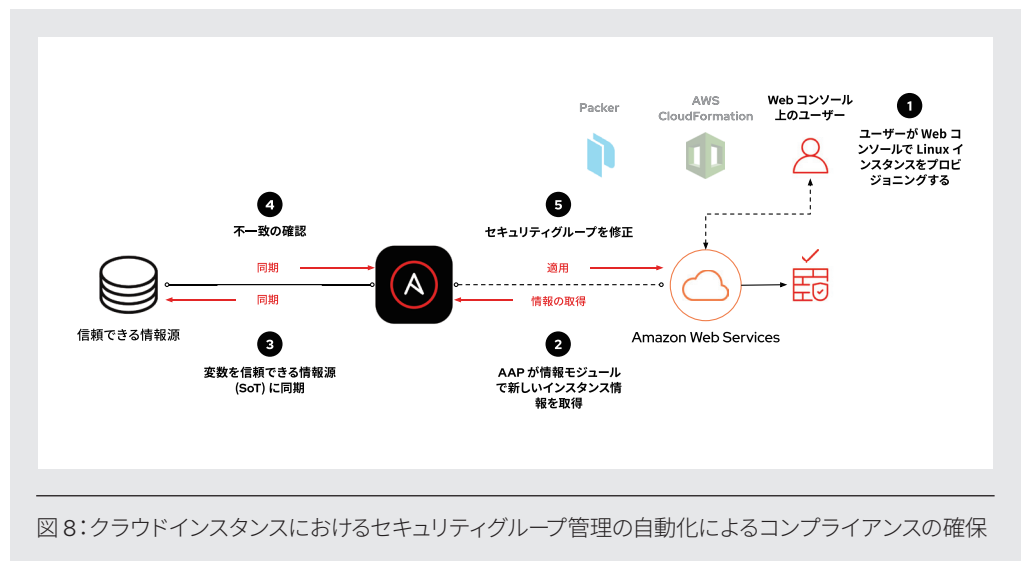 Packer
AWS
CloudFormation
Web コンソール
上のユーザー
1
ユーザーが Web コ
ンソールで Linux イ
ンスタンスをプロビ
ジョニングする
4
不一致の確認
5
セキュリティグループを修正
同期
適用
同期
情報の取得
信頼できる情報源
Amazon Web Services
3
変数を信頼できる情報源
(SoT) に同期
2
AAP が情報モジュール
で新しいインスタンス情
報を取得
図 8：クラウドインスタンスにおけるセキュリティグループ管理の自動化によるコンプライアンスの確保